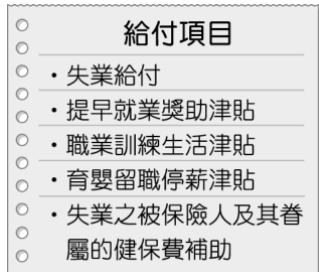 給付項目
・失業給付
・提早就業獎助津貼
・職業訓練生活津貼
・育嬰留職停薪津貼
・失業之被保險人及其眷
屬的健保費補助